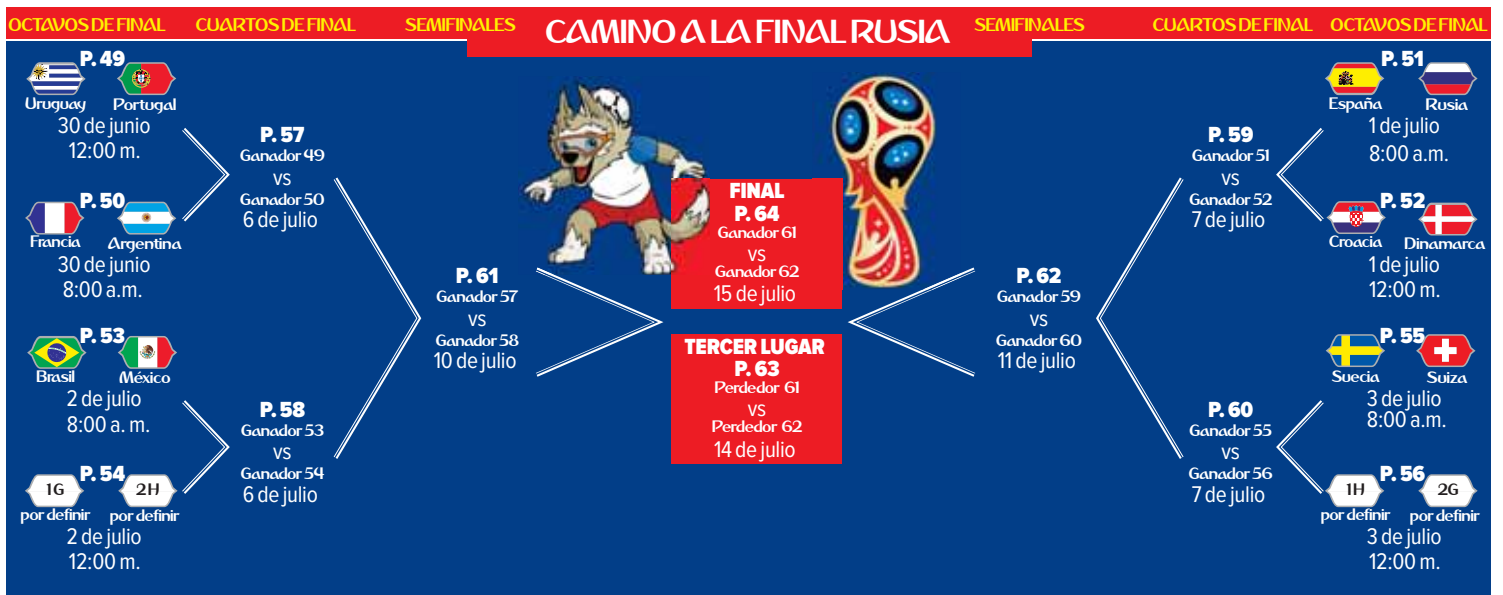 OCTAVOS DE FINAL
CUARTOS DE FINAL
SEMIFINALES
CAMINO A LA FINAL RUSIA
SEMIFINALES
CUARTOS DE FINAL
OCTAVOS DE FINAL
P. 49
Uruguay Portugal
30 de junio
12:00 m.
P. 50
Francia Argentina
30 de junio
8:00 a.m.
P. 53
Brasil México
2 de julio
8:00 a. m.
P. 54
1G 2H
por definir por definir
2 de julio
12:00 m.
P. 57
Ganador 49
vs
Ganador 50
6 de julio
P. 58
Ganador 53
vs
Ganador 54
6 de julio
P. 61
Ganador 57
vs
Ganador 58
10 de julio
FINAL
P. 64
Ganador 61
vs
Ganador 62
15 de julio
TERCER LUGAR
P. 63
Perdedor 61
vs
Perdedor 62
14 de julio
P. 62
Ganador 59
vs
Ganador 60
11 de julio
P. 59
Ganador 51
vs
Ganador 52
7 de julio
P. 60
Ganador 55
vs
Ganador 56
7 de julio
P. 51
España Rusia
1 de julio
8:00 a.m.
P. 52
Croacia Dinamarca
1 de julio
12:00 m.
P. 55
Suecia Suiza
3 de julio
8:00 a.m.
P. 56
1H 2G
por definir por definir
3 de julio
12:00 m.